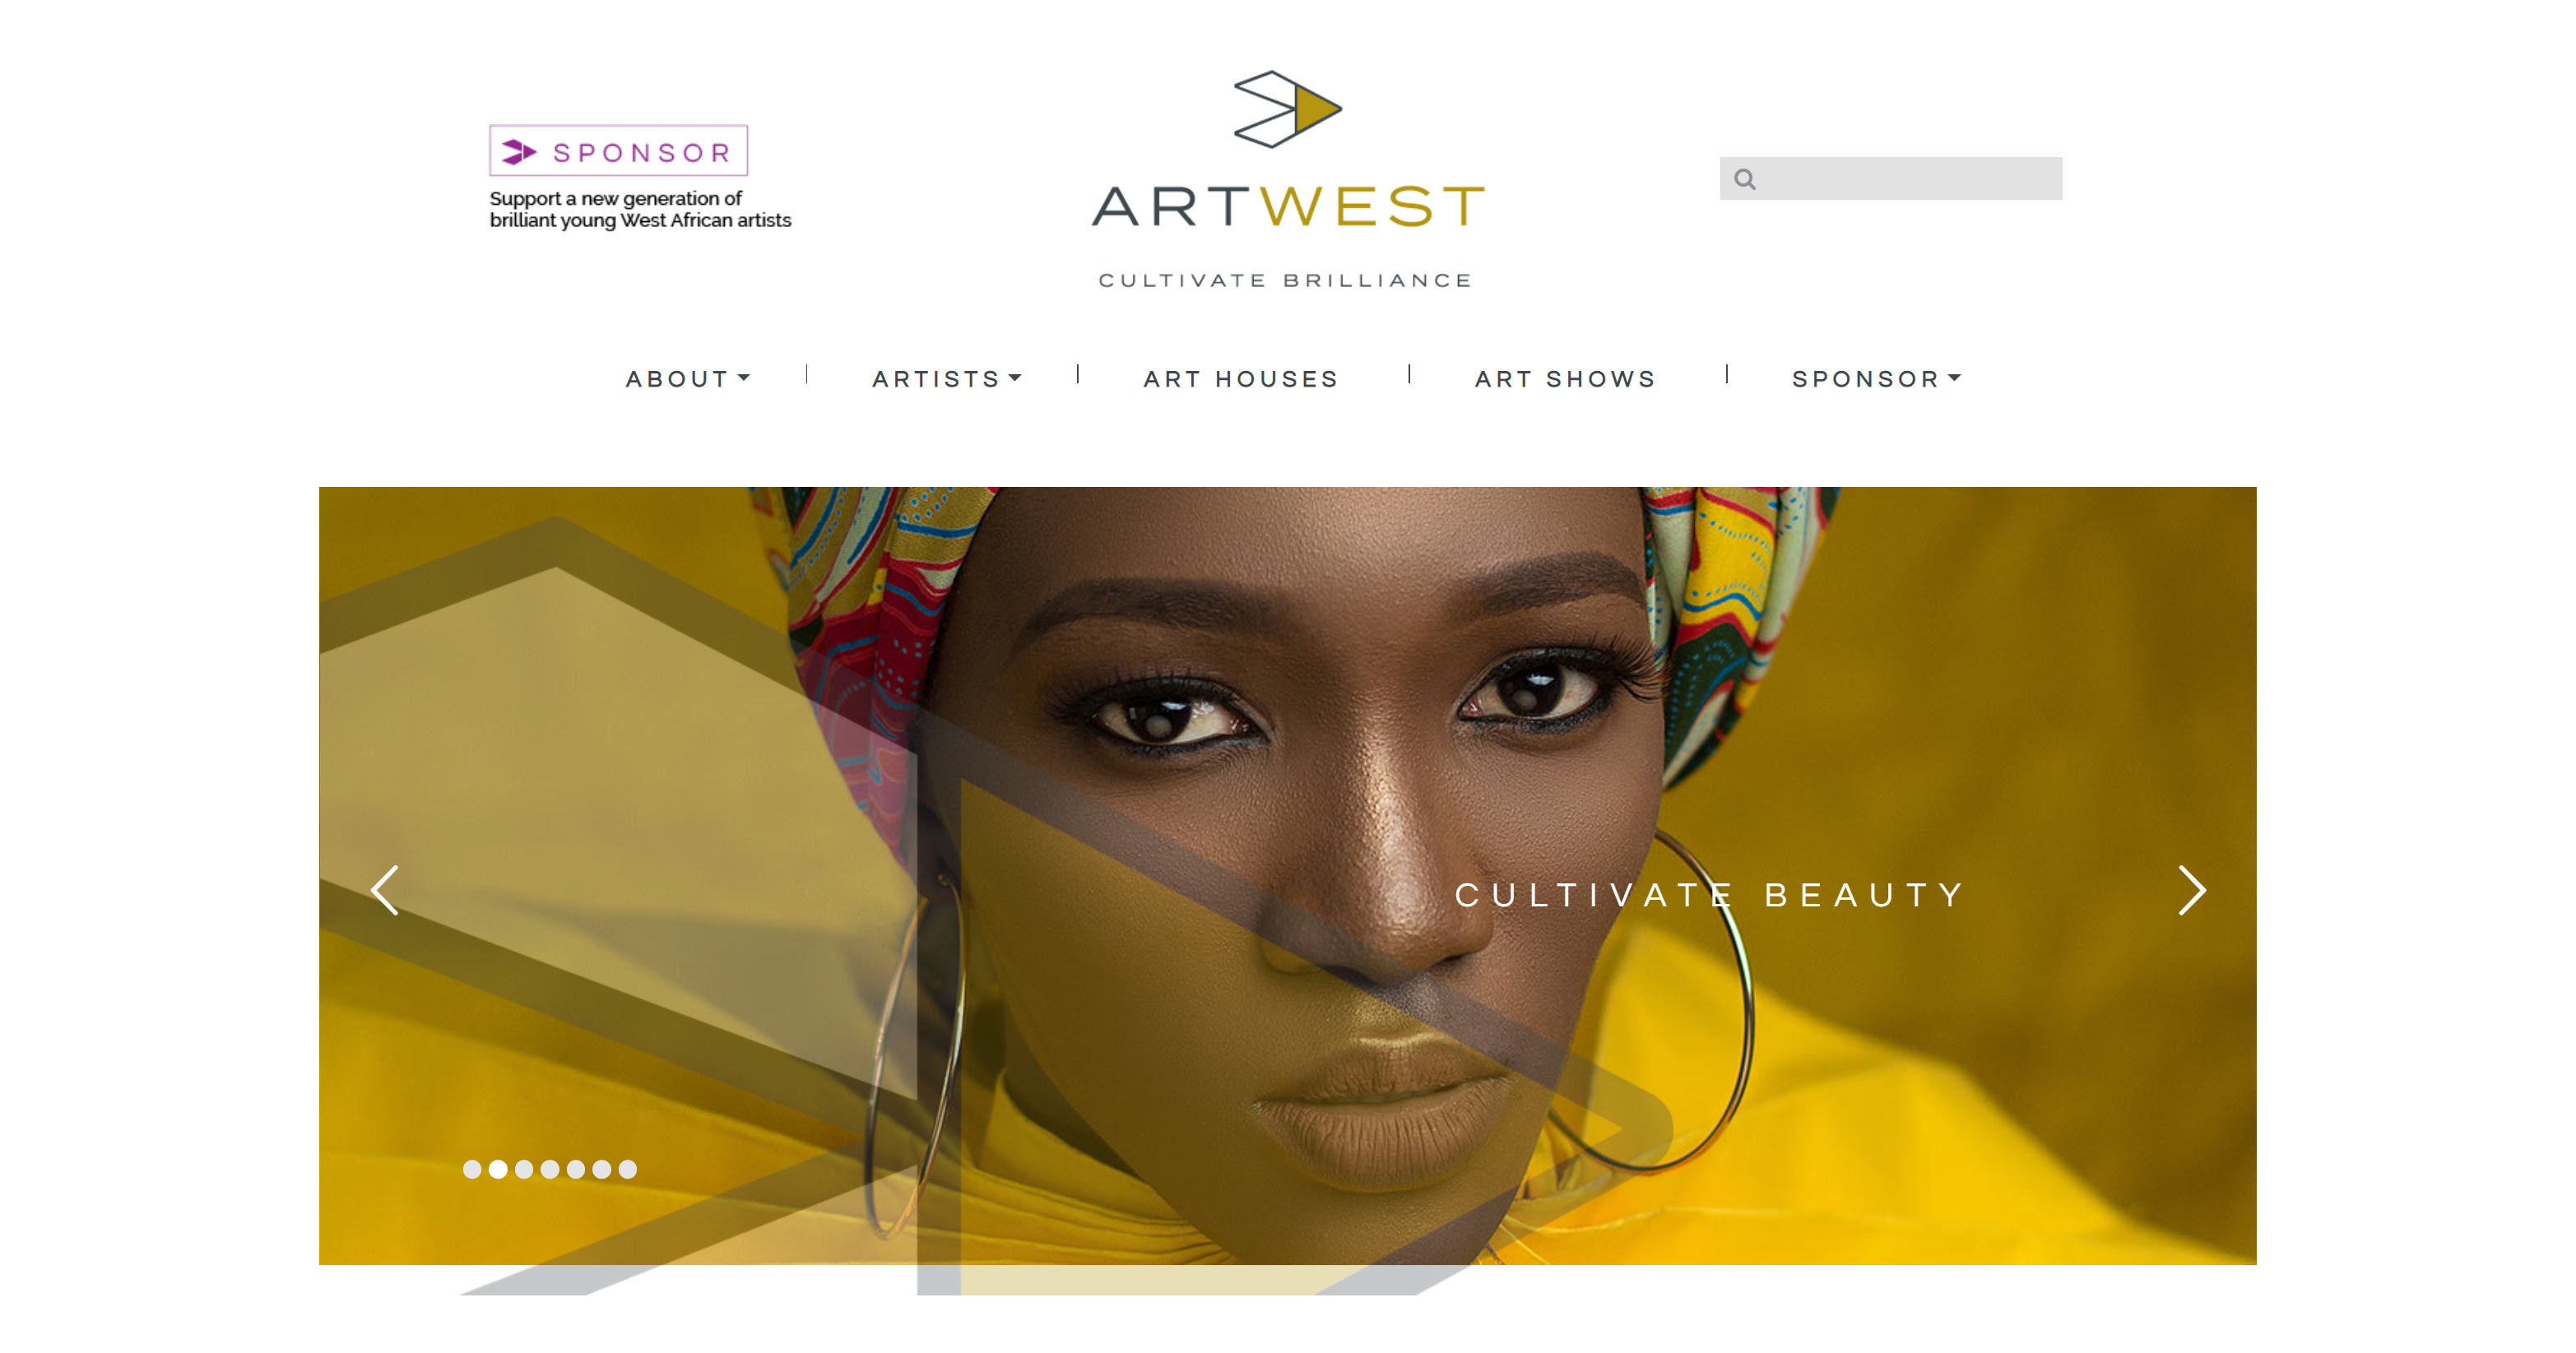 SPONSOR
Support a new generation of
brilliant young West African artists
ARTWEST
CULTIVATE BRILLIANCE
ABOUT
ARTISTS
ART HOUSES
ART SHOWS
SPONSOR
CULTIVATE BEAUTY